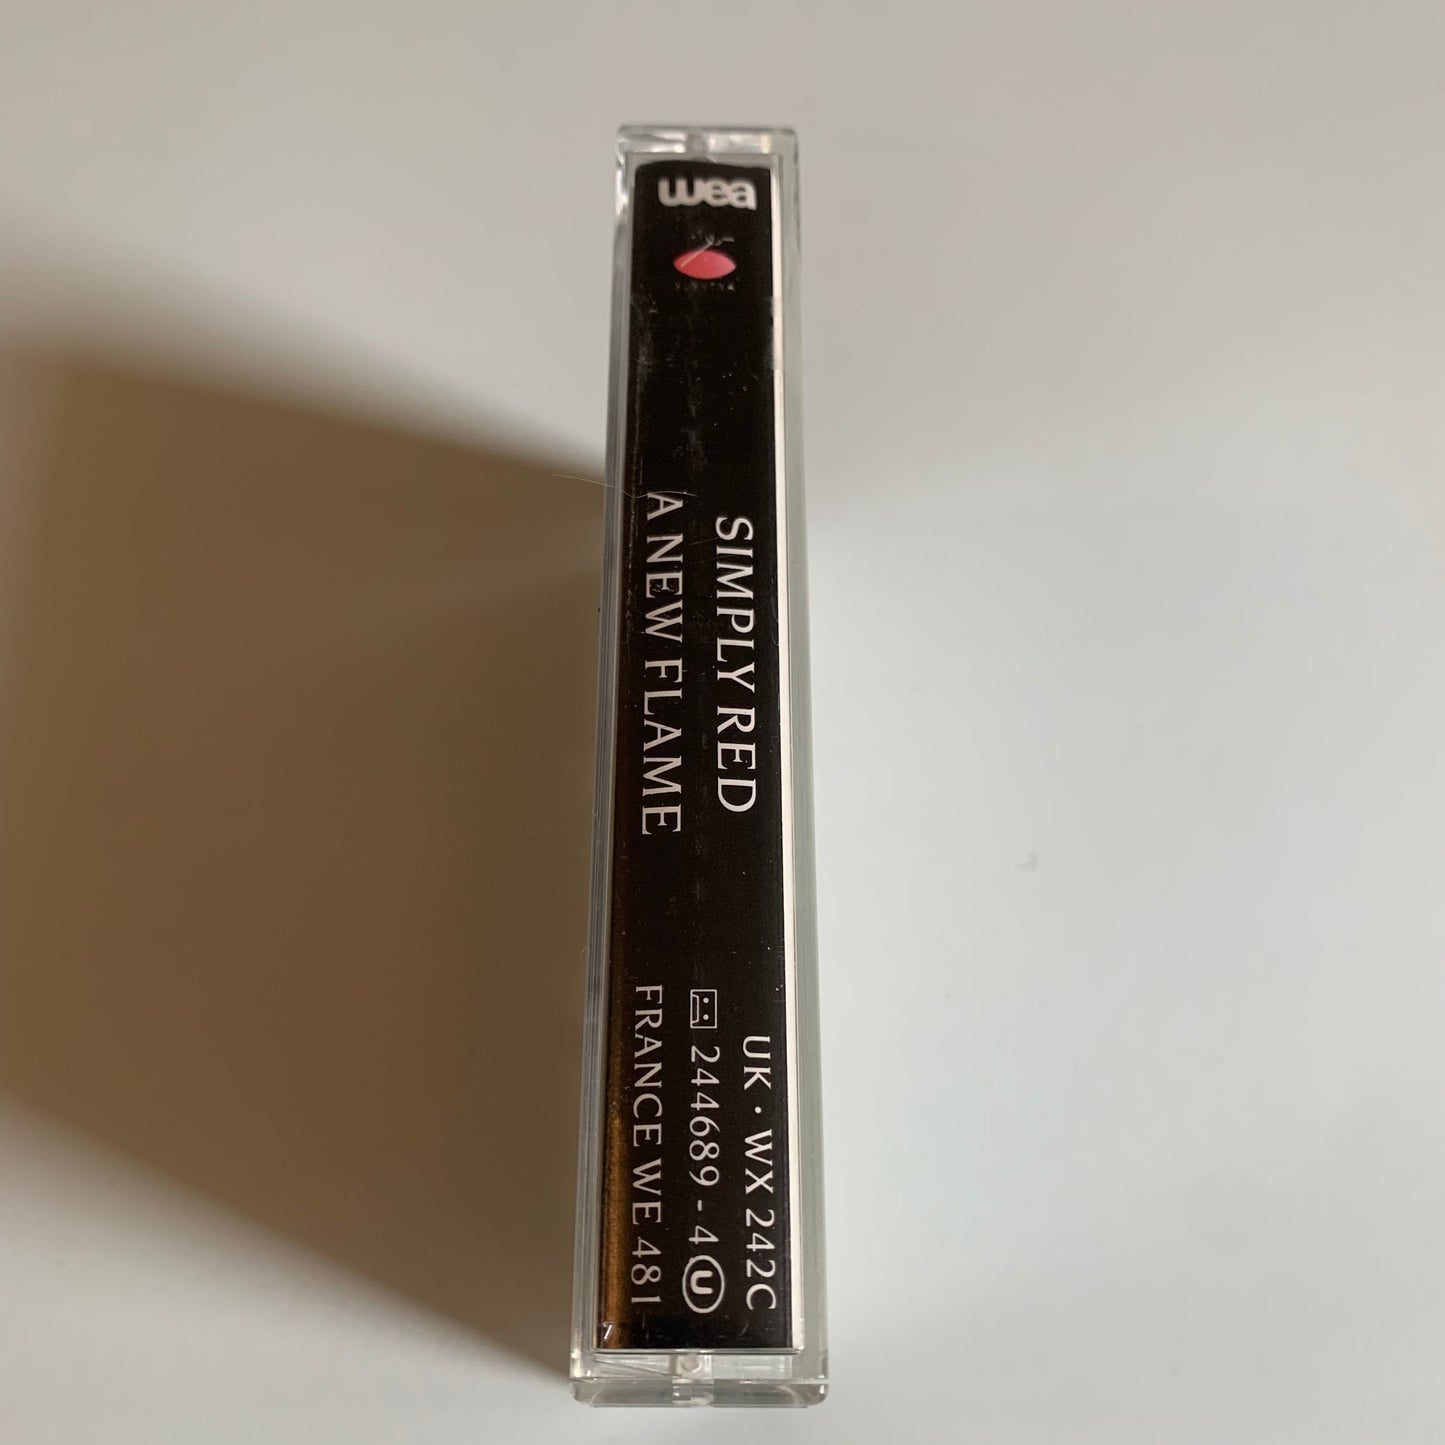 wea
SIMPLY RED
A NEW FLAME
UK · WX 242C
244689 - 4 U
FRANCE WE 481